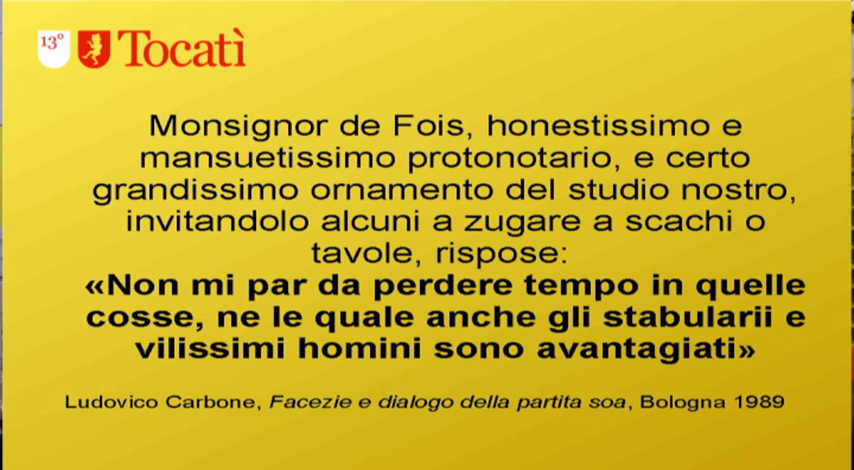 13° Tocatì
Monsignor de Fois, honestissimo e
mansuetissimo protonotario, e certo
grandissimo ornamento del studio nostro,
invitandolo alcuni a zugare a scachi o
tavole, rispose:
«Non mi par da perdere tempo in quelle
cosse, ne le quale anche gli stabularii e
vilissimi homini sono avantagiati»
Ludovico Carbone, Facezie e dialogo della partita soa, Bologna 1989